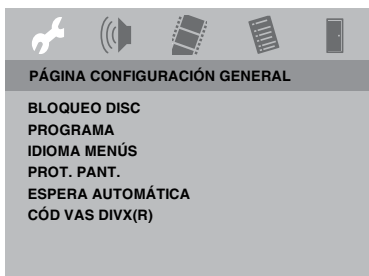 PÁGINA CONFIGURACIÓN GENERAL
BLOQUEO DISC
PROGRAMA
IDIOMA MENÚS
PROT. PANT.
ESPERA AUTOMÁTICA
CÓD VAS DIVX(R)